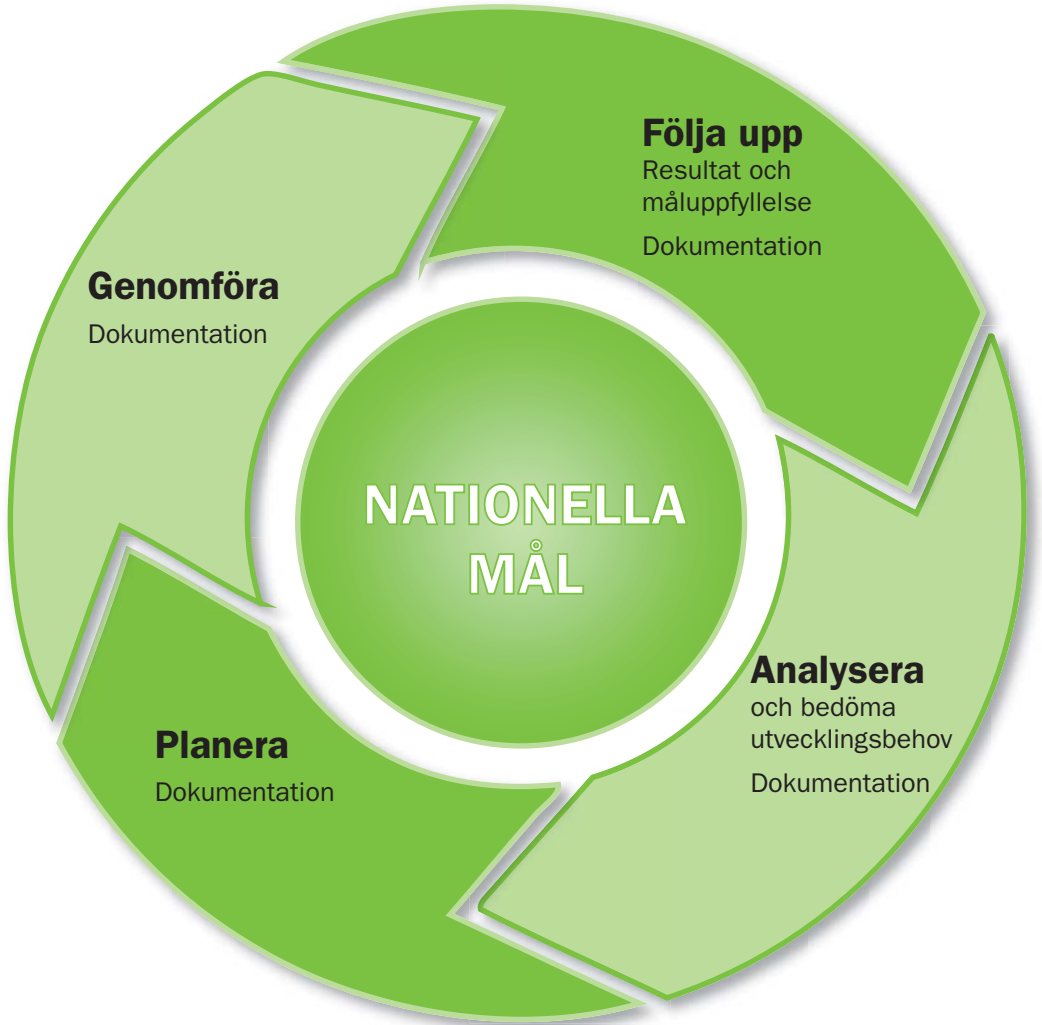 Följa upp
Resultat och
måluppfyllelse
Dokumentation
Genomföra
Dokumentation
NATIONELLA
MÅL
Analysera
och bedöma
utvecklingsbehov
Dokumentation
Planera
Dokumentation